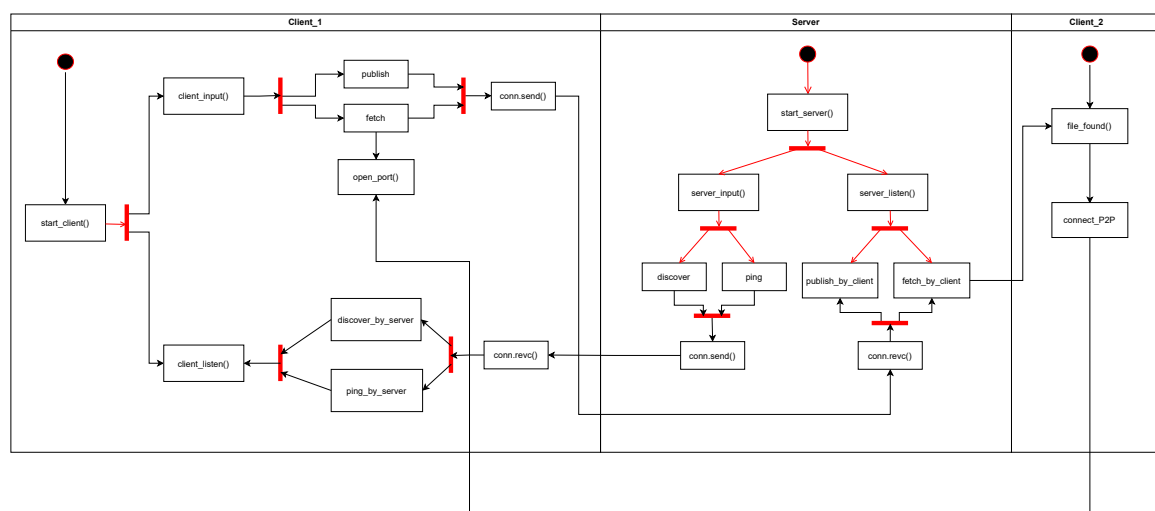 Client_1
Server
Client_2
client_input()
publish
fetch
conn.send()
open_port()
start_client()
discover_by_server
client_listen()
ping_by_server
conn.revc()
start_server()
server_input()
server_listen()
discover
ping
publish_by_client
fetch_by_client
conn.send()
conn.revc()
file_found()
connect_P2P